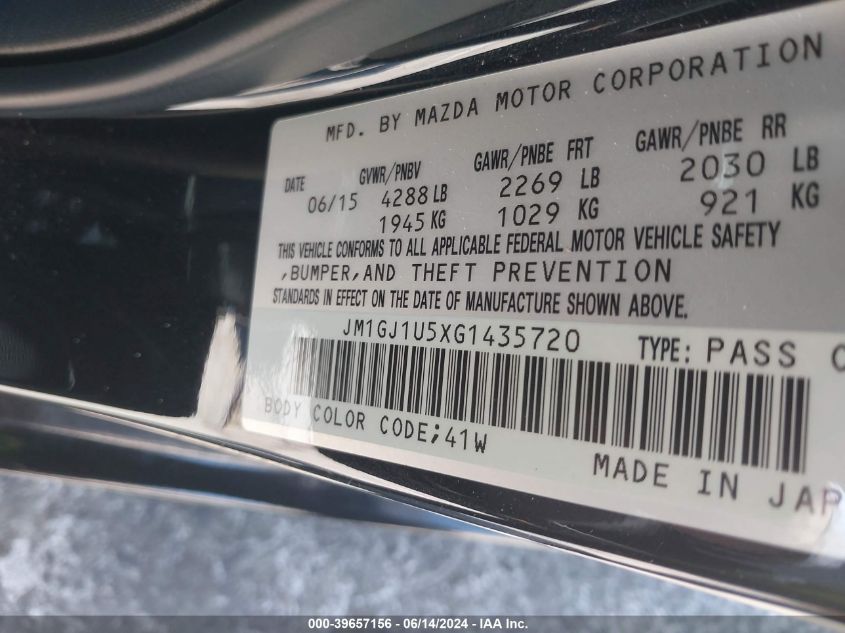 MFD. BY MAZDA MOTOR CORPORATION
DATE GVWR/PNBV GAWR/PNBE FRT GAWR/PNBE RR
06/15 4288 LB 2269 LB 2030 LB
1945 KG 1029 KG 921 KG
THIS VEHICLE CONFORMS TO ALL APPLICABLE FEDERAL MOTOR VEHICLE SAFETY
,BUMPER,AND THEFT PREVENTION
STANDARDS IN EFFECT ON THE DATE OF MANUFACTURE SHOWN ABOVE.
JM1GJ1U5XG1435720 TYPE: PASS
BODY COLOR CODE;41W
MADE IN JAP
000-39657156 - 06/14/2024 - IAA Inc.